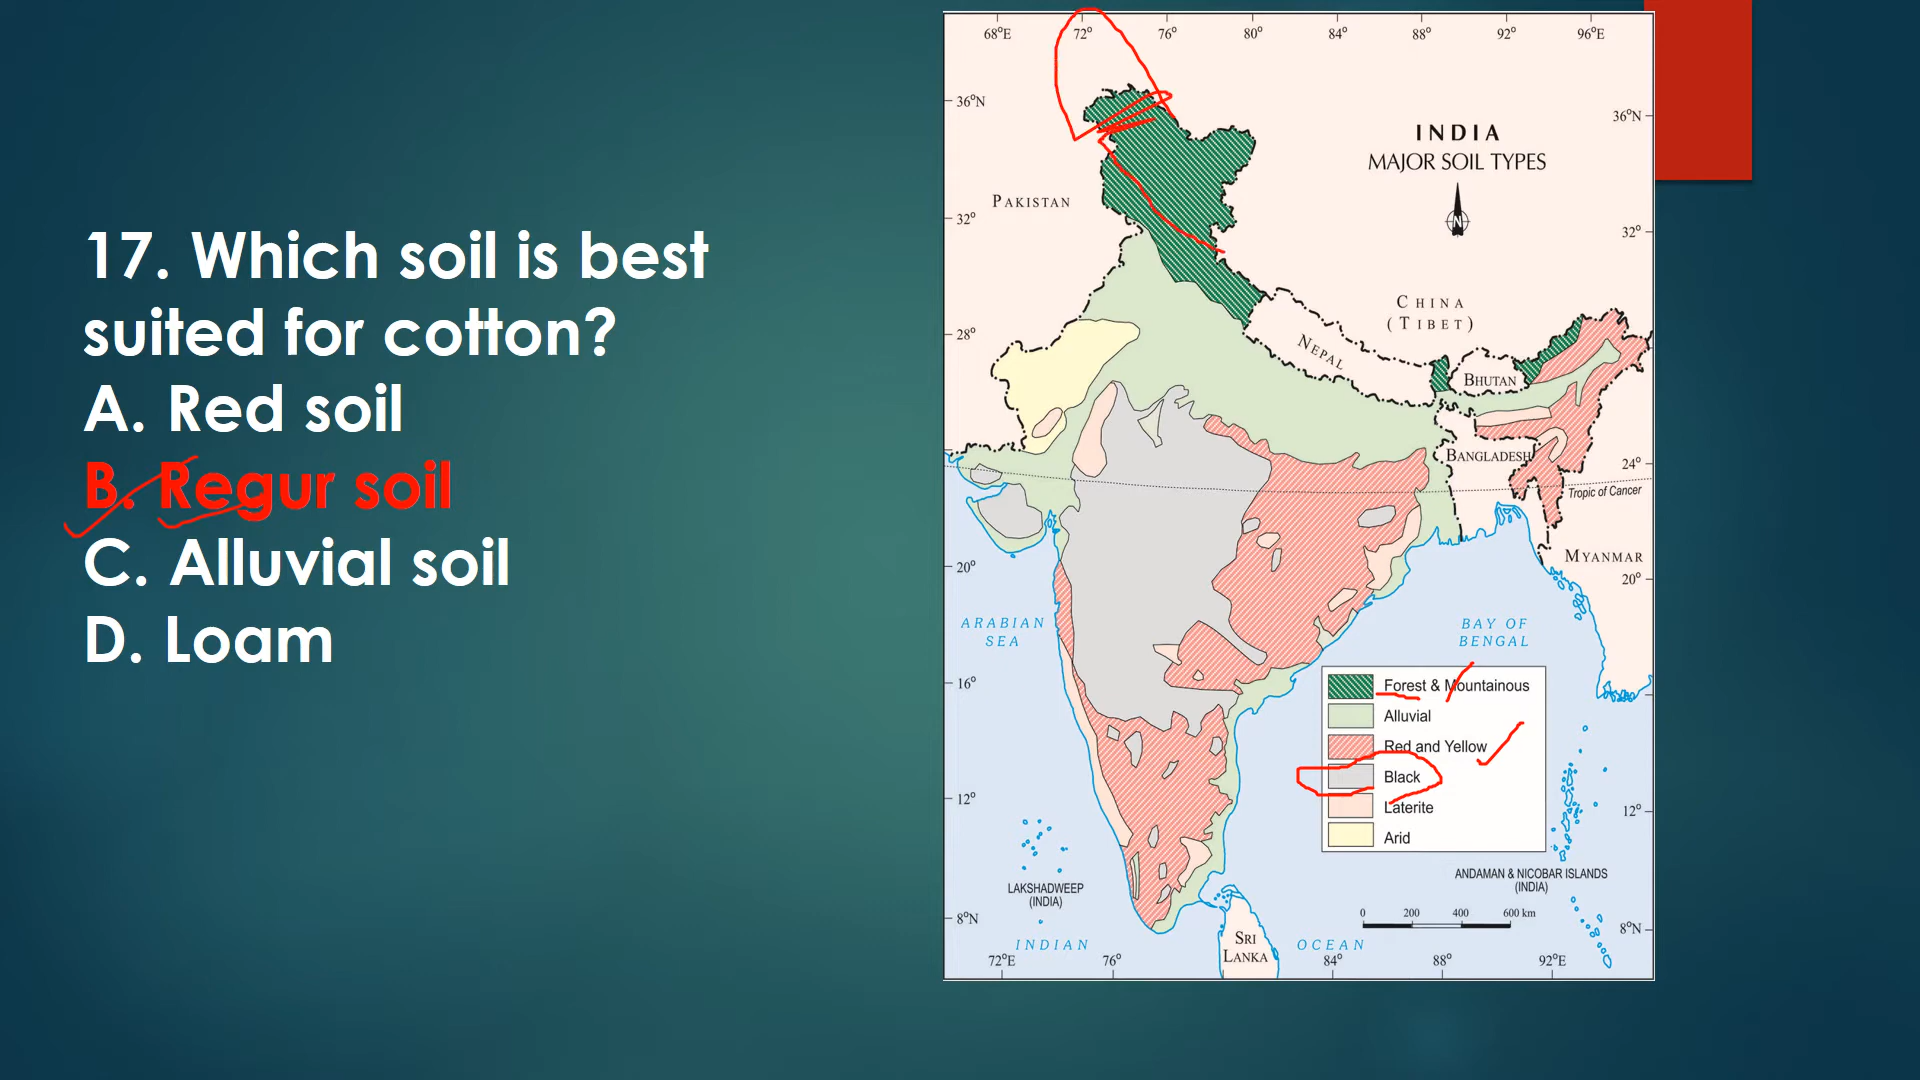 17. Which soil is best
suited for cotton?
A. Red soil
B. Regur soil
C. Alluvial soil
D. Loam
68°E 72° 76° 80° 84° 88° 92° 96°E
36°N
36°N
INDIA
MAJOR SOIL TYPES
N
PAKISTAN
32°
32°
CHINA
(TIBET)
28°
NEPAL
BHUTAN
BANGLADESH
24°
Tropic of Cancer
MYANMAR
20°
20°
ARABIAN
SEA
BAY OF
BENGAL
16°
Forest & Mountainous
Alluvial
Red and Yellow
Black
Laterite
Arid
12°
12°
LAKSHADWEEP
(INDIA)
ANDAMAN & NICOBAR ISLANDS
(INDIA)
0 200 400 600 km
8°N
8°N
SRI
LANKA
INDIAN OCEAN
72°E 76° 84° 88° 92°E